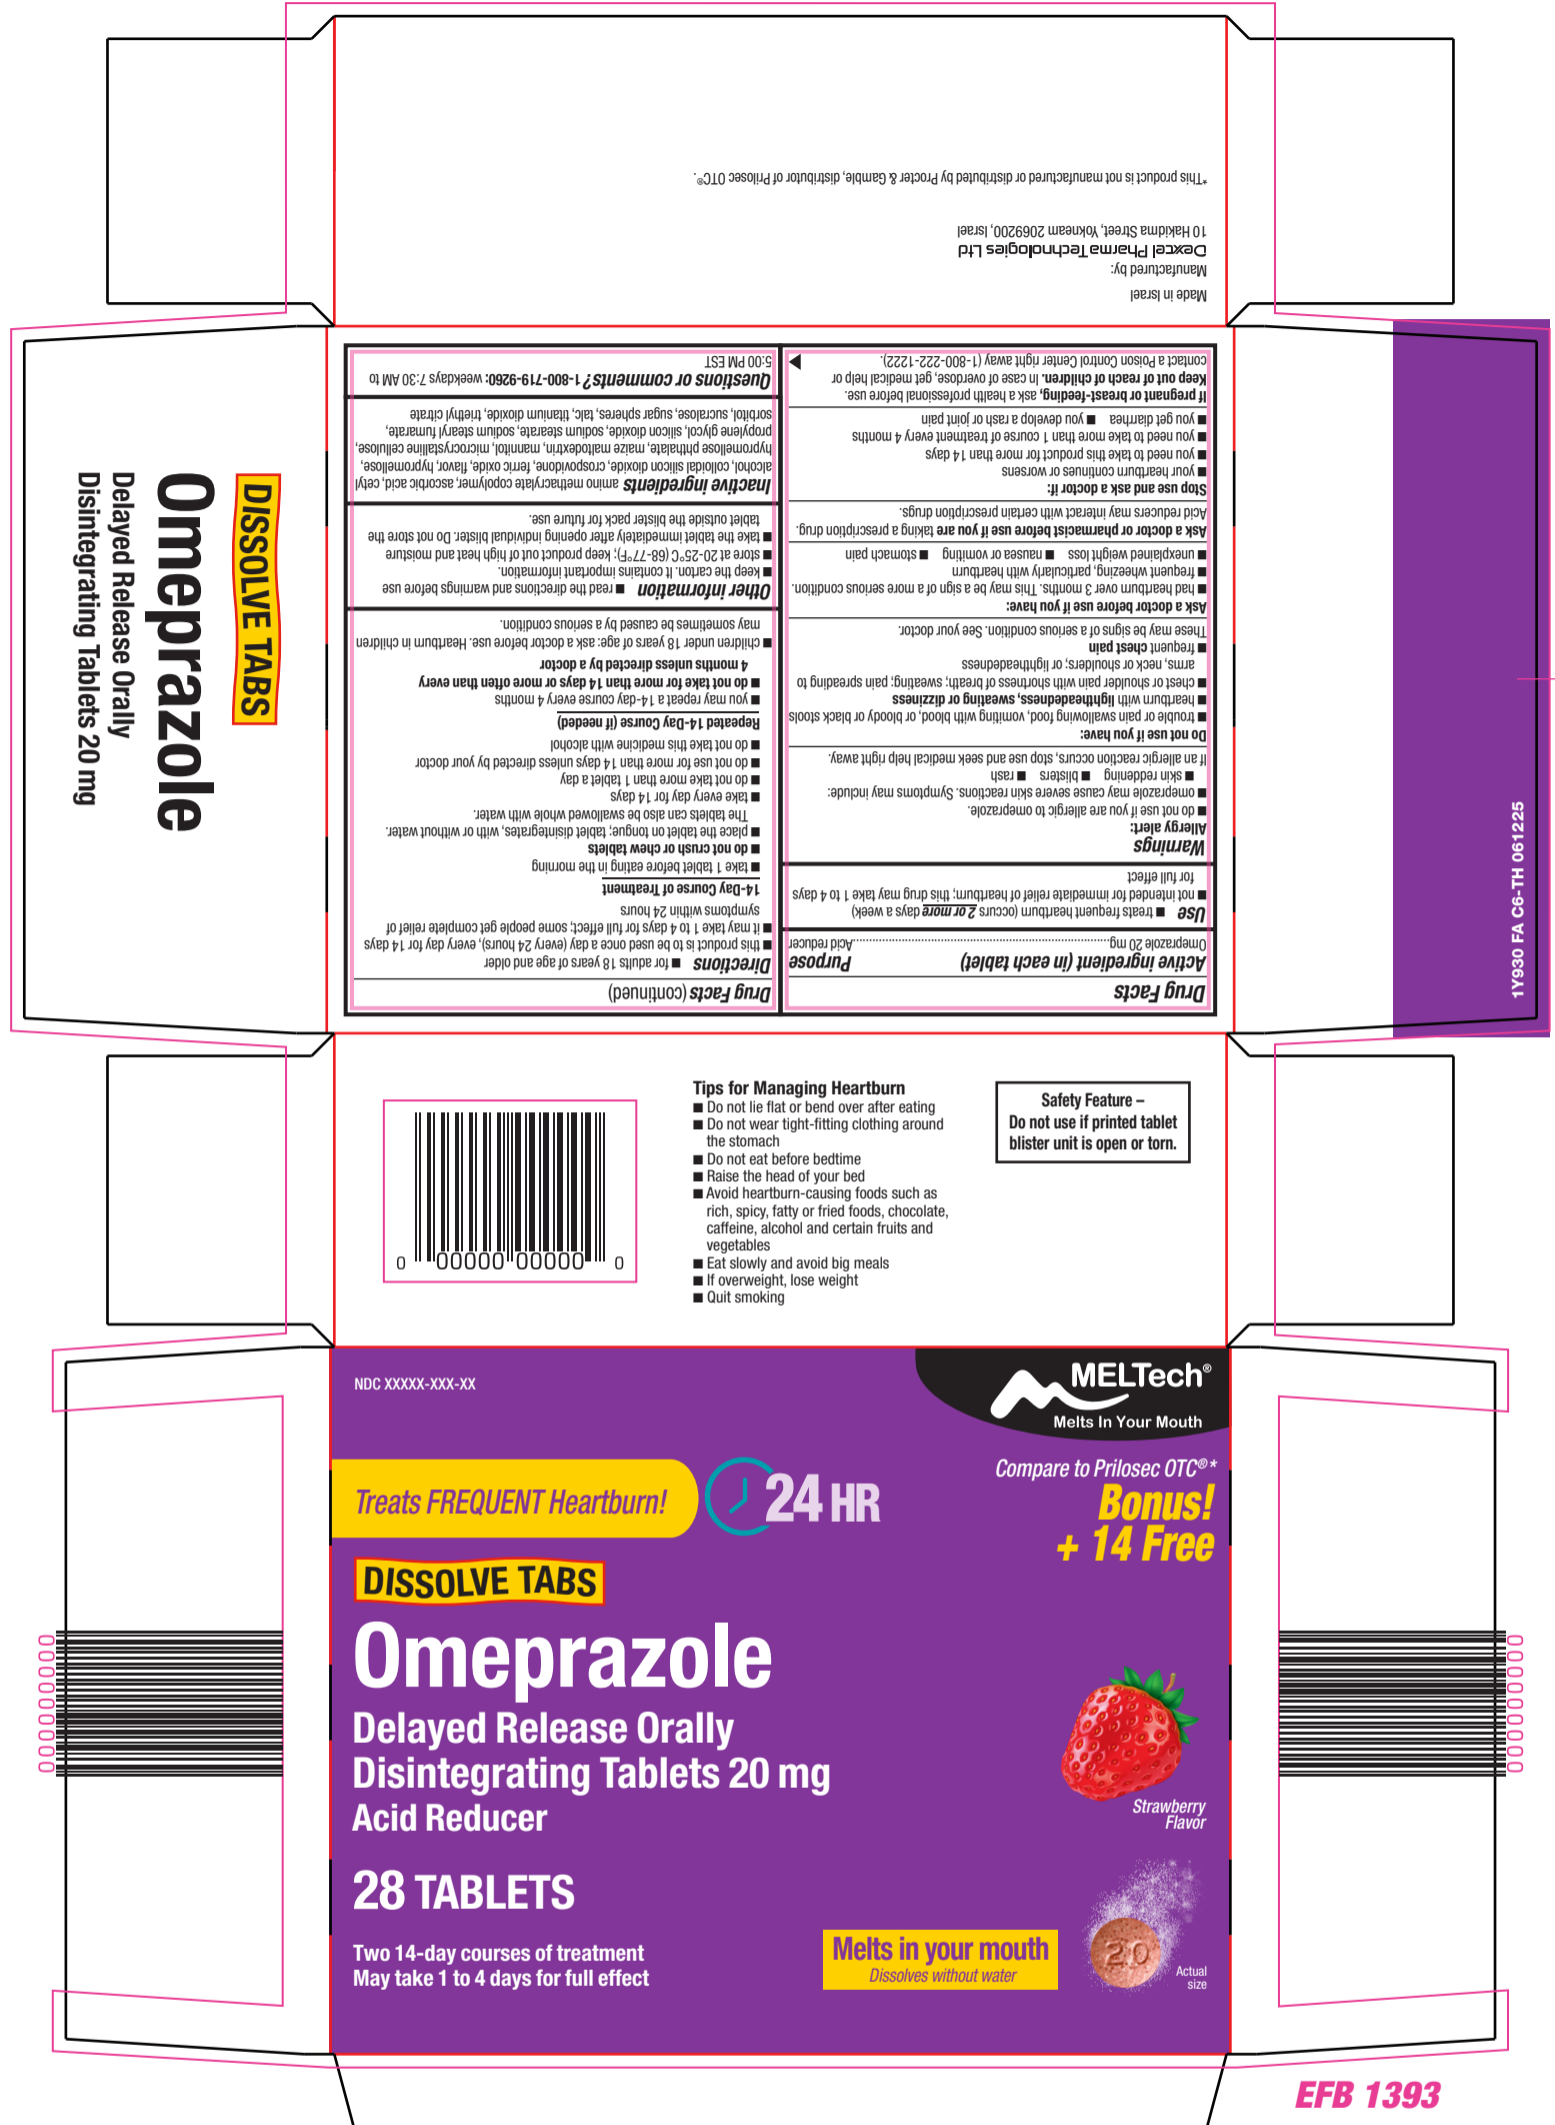 *This product is not manufactured or distributed by Procter & Gamble, distributor of Prilosec OTC®.
Made in Israel
Manufactured by:
Dexcel Pharma Technologies Ltd
10 Hakidma Street, Yokneam 2069200, Israel
DISSOLVE TABS
Omeprazole
Delayed Release Orally
Disintegrating Tablets 20 mg
Drug Facts
Active ingredient (in each tablet) Purpose
Omeprazole 20 mg........................................Acid reducer
Use ■ treats frequent heartburn (occurs 2 or more days a week)
■ not intended for immediate relief of heartburn; this drug may take 1 to 4 days
for full effect
Warnings
Allergy alert:
■ do not use if you are allergic to omeprazole.
■ omeprazole may cause severe skin reactions. Symptoms may include:
■ skin reddening ■ blisters ■ rash
If an allergic reaction occurs, stop use and seek medical help right away.
Do not use if you have:
■ trouble or pain swallowing food, vomiting with blood, or bloody or black stools
■ heartburn with lightheadedness, sweating or dizziness
■ chest or shoulder pain with shortness of breath; sweating; pain spreading to
arms, neck or shoulders; or lightheadedness
■ frequent chest pain
These may be signs of a serious condition. See your doctor.
Ask a doctor before use if you have:
■ had heartburn over 3 months. This may be a sign of a more serious condition.
■ frequent wheezing, particularly with heartburn
■ unexplained weight loss ■ nausea or vomiting ■ stomach pain
Ask a doctor or pharmacist before use if you are taking a prescription drug.
Acid reducers may interact with certain prescription drugs.
Stop use and ask a doctor if:
■ your heartburn continues or worsens
■ you need to take this product for more than 14 days
■ you need to take more than 1 course of treatment every 4 months
■ you get diarrhea ■ you develop a rash or joint pain
If pregnant or breast-feeding, ask a health professional before use.
Keep out of reach of children. In case of overdose, get medical help or
contact a Poison Control Center right away (1-800-222-1222).
Drug Facts (continued)
Directions ■ for adults 18 years of age and older
■ this product is to be used once a day (every 24 hours), every day for 14 days
■ it may take 1 to 4 days for full effect; some people get complete relief of
symptoms within 24 hours
14-Day Course of Treatment
■ take 1 tablet before eating in the morning
■ do not crush or chew tablets
■ place the tablet on tongue; tablet disintegrates, with or without water.
The tablets can also be swallowed whole with water.
■ take every day for 14 days
■ do not take more than 1 tablet a day
■ do not use for more than 14 days unless directed by your doctor
■ do not take this medicine with alcohol
Repeated 14-Day Course (if needed)
■ you may repeat a 14-day course every 4 months
■ do not take for more than 14 days or more often than every
4 months unless directed by a doctor
■ children under 18 years of age: ask a doctor before use. Heartburn in children
may sometimes be caused by a serious condition.
Other information ■ read the directions and warnings before use
■ keep the carton. It contains important information.
■ store at 20-25°C (68-77°F); keep product out of high heat and moisture
■ take the tablet immediately after opening individual blister. Do not store the
tablet outside the blister pack for future use.
Inactive ingredients amino methacrylate copolymer, ascorbic acid, cetyl
alcohol, colloidal silicon dioxide, crospovidone, ferric oxide, flavor, hypromellose,
hypromellose phthalate, maize maltodextrin, mannitol, microcrystalline cellulose,
propylene glycol, silicon dioxide, sodium stearate, sodium stearyl fumarate,
sorbitol, sucralose, sugar spheres, talc, titanium dioxide, triethyl citrate
Questions or comments? 1-800-719-9260: weekdays 7:30 AM to
5:00 PM EST
1Y930 FA C6-TH 061225
0 00000 00000 0
Tips for Managing Heartburn
■ Do not lie flat or bend over after eating
■ Do not wear tight-fitting clothing around
the stomach
■ Do not eat before bedtime
■ Raise the head of your bed
■ Avoid heartburn-causing foods such as
rich, spicy, fatty or fried foods, chocolate,
caffeine, alcohol and certain fruits and
vegetables
■ Eat slowly and avoid big meals
■ If overweight, lose weight
■ Quit smoking
Safety Feature –
Do not use if printed tablet
blister unit is open or torn.
NDC XXXXX-XXX-XX
MELTech®
Melts In Your Mouth
Treats FREQUENT Heartburn!
24 HR
Compare to Prilosec OTC®*
Bonus!
+ 14 Free
DISSOLVE TABS
Omeprazole
Delayed Release Orally
Disintegrating Tablets 20 mg
Acid Reducer
Strawberry
Flavor
28 TABLETS
Two 14-day courses of treatment
May take 1 to 4 days for full effect
Melts in your mouth
Dissolves without water
20
Actual
size
0000000000
0000000000
EFB 1393